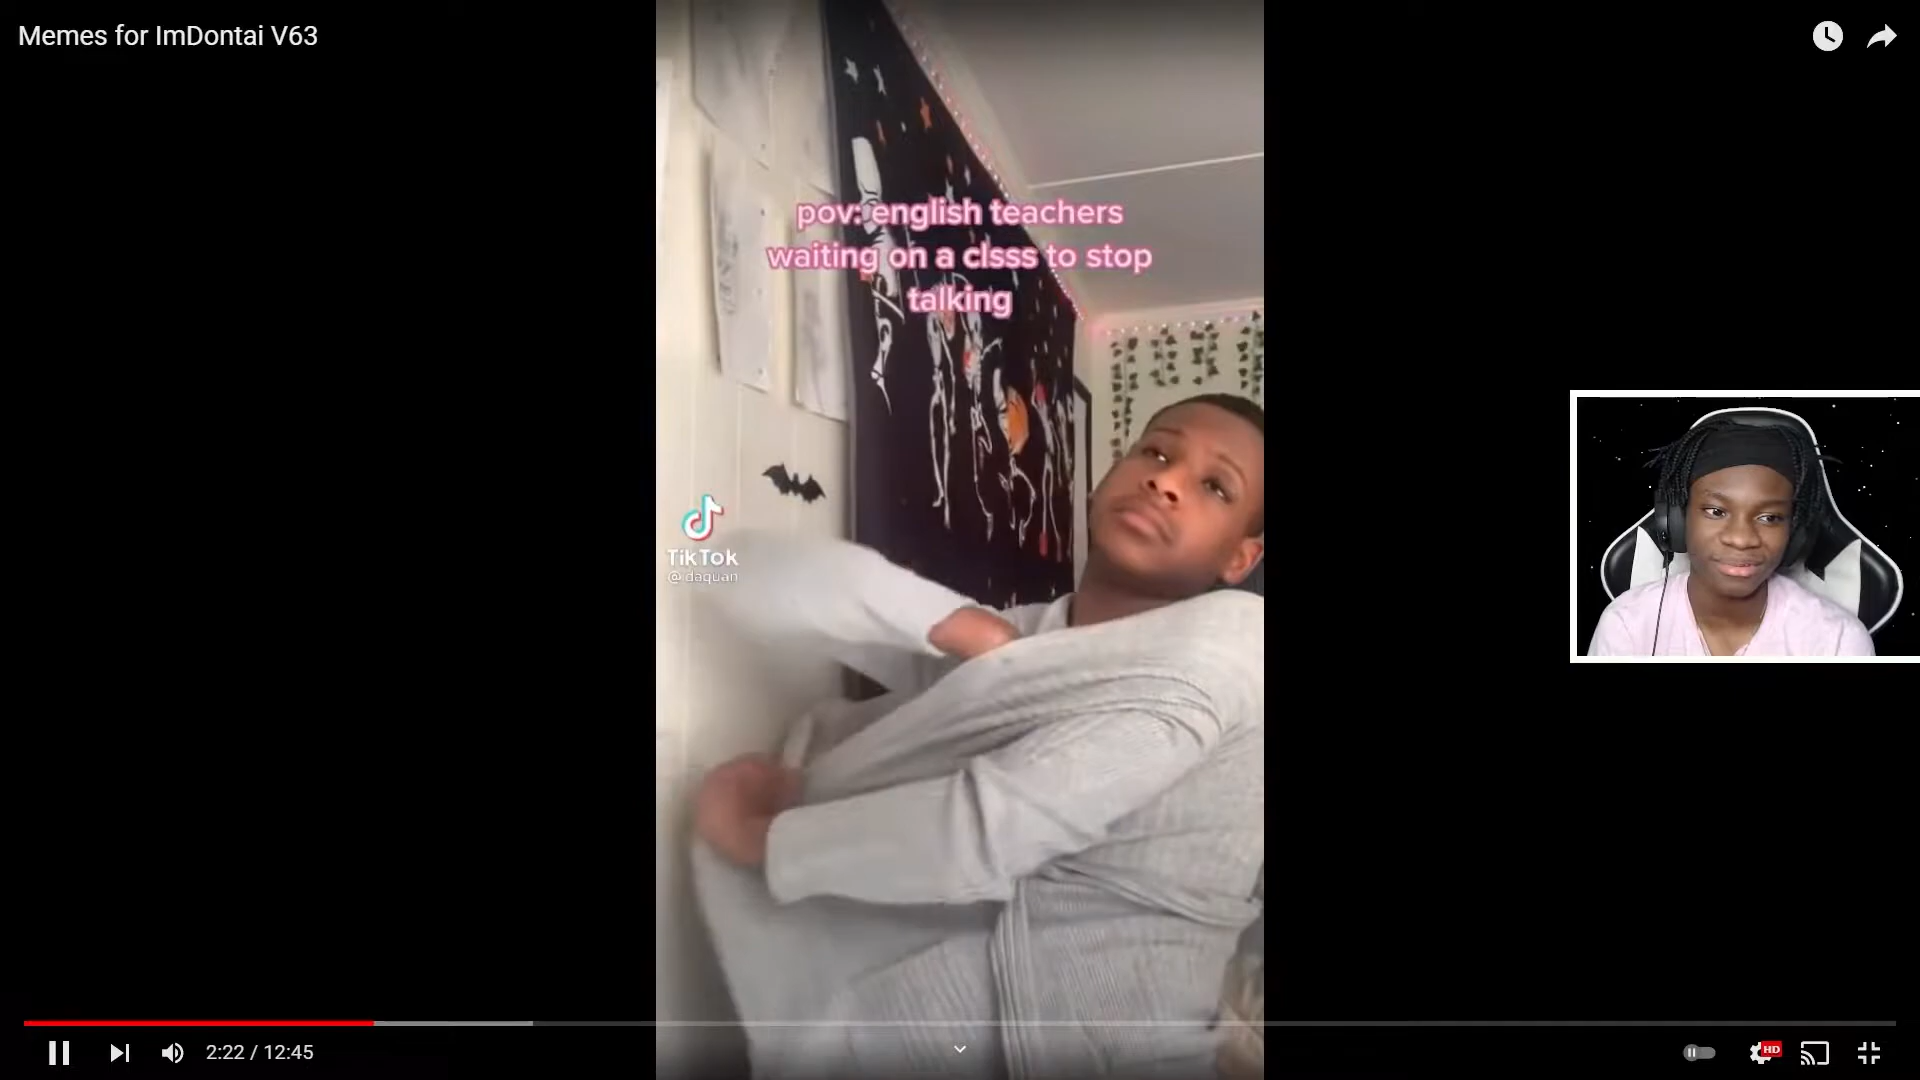 Memes for ImDontai V63
pov: english teachers
waiting on a clsss to stop
talking
TikTok
@ daquan
2:22 / 12:45
HD